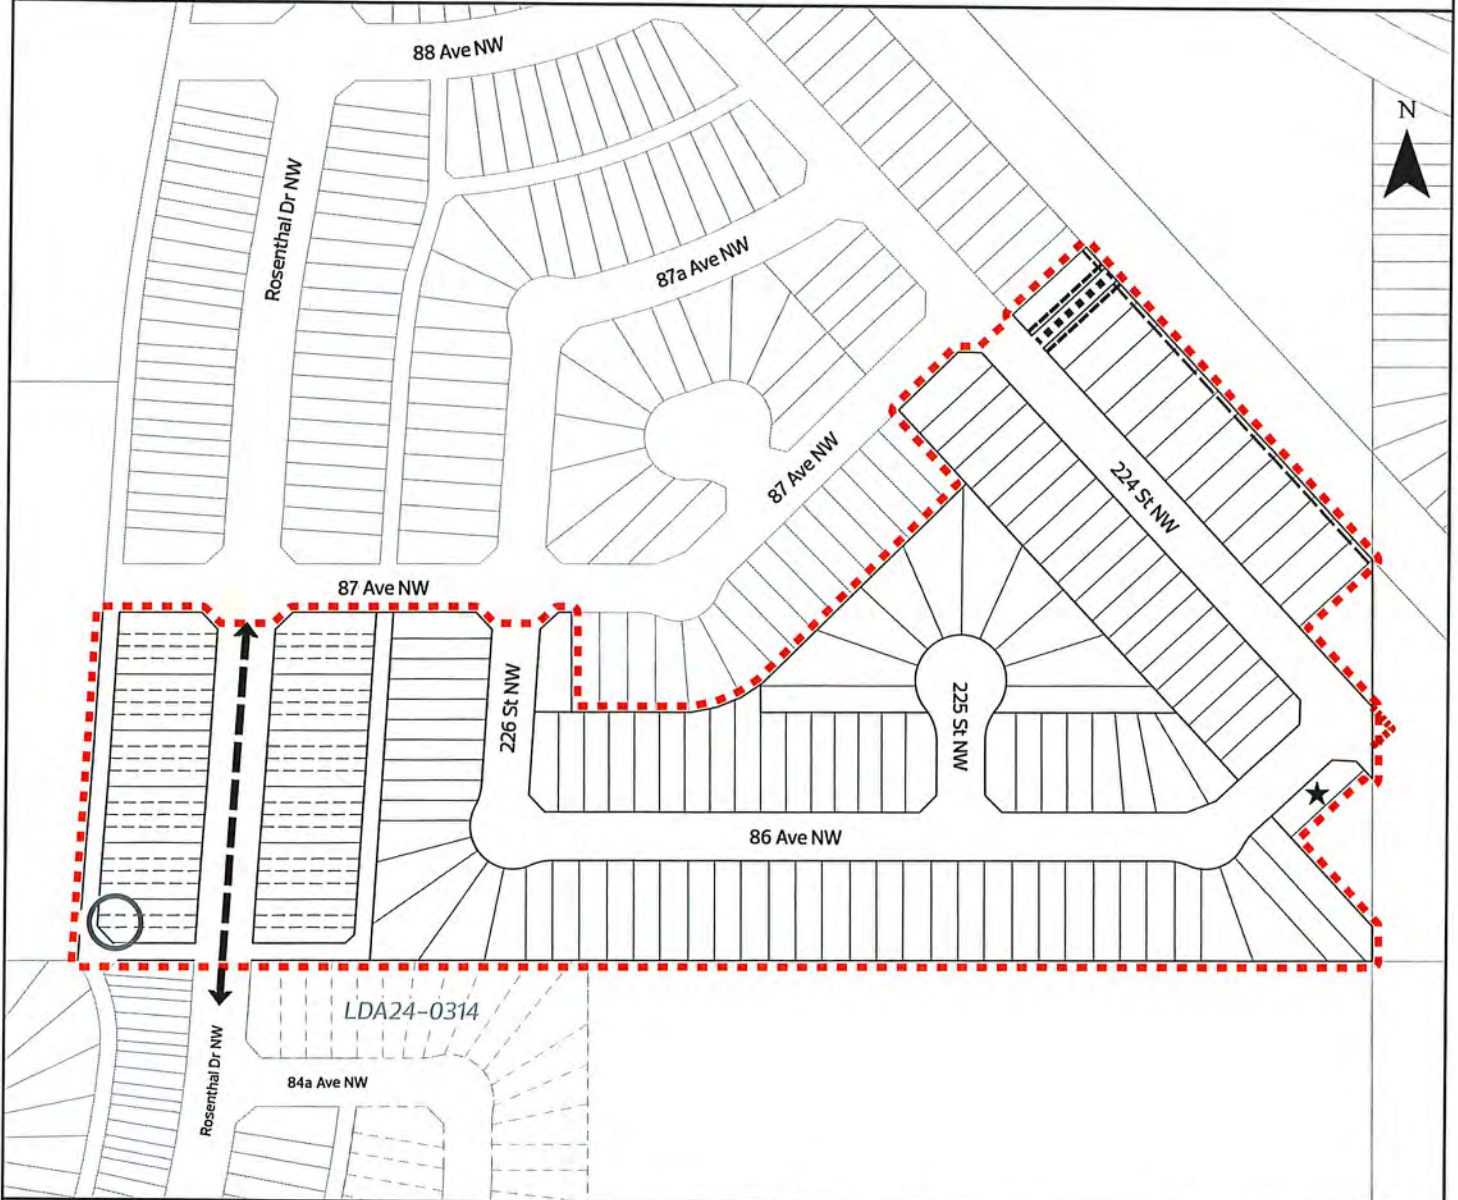 88 Ave NW
N
Rosenthal Dr NW
87a Ave NW
87 Ave NW
224 St NW
87 Ave NW
226 St NW
225 St NW
86 Ave NW
LDA24-0314
Rosenthal Dr NW
84a Ave NW